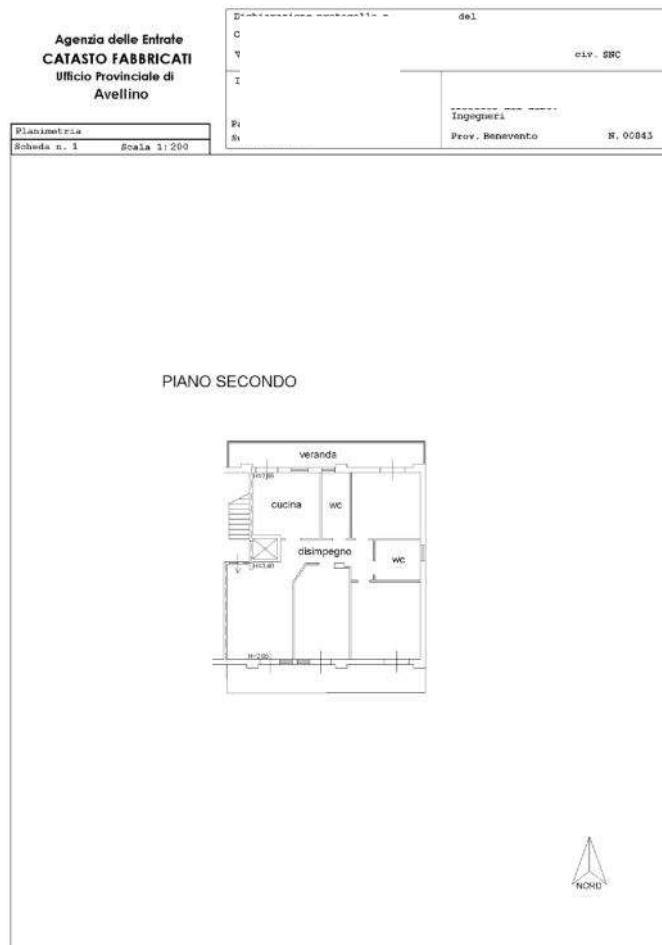 Agenzia delle Entrate
CATASTO FABBRICATI
Ufficio Provinciale di
Avellino
Planimetria
Scheda n. 1 Scala 1:200
del
civ. SNC
Ingegneri
Prov. Benevento N. 00843
PIANO SECONDO
veranda
cucina
wc
disimpegno
wc
NORD